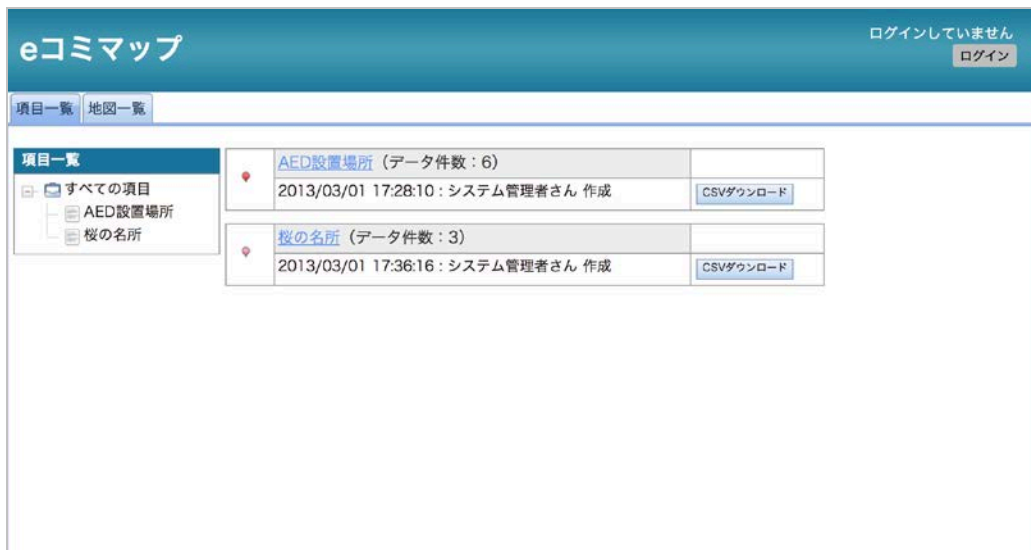 eコミマップ
ログインしていません
ログイン
項目一覧 地図一覧
項目一覧
すべての項目
AED設置場所
桜の名所
AED設置場所（データ件数：6）
2013/03/01 17:28:10 : システム管理者さん 作成
CSVダウンロード
桜の名所（データ件数：3）
2013/03/01 17:36:16 : システム管理者さん 作成
CSVダウンロード